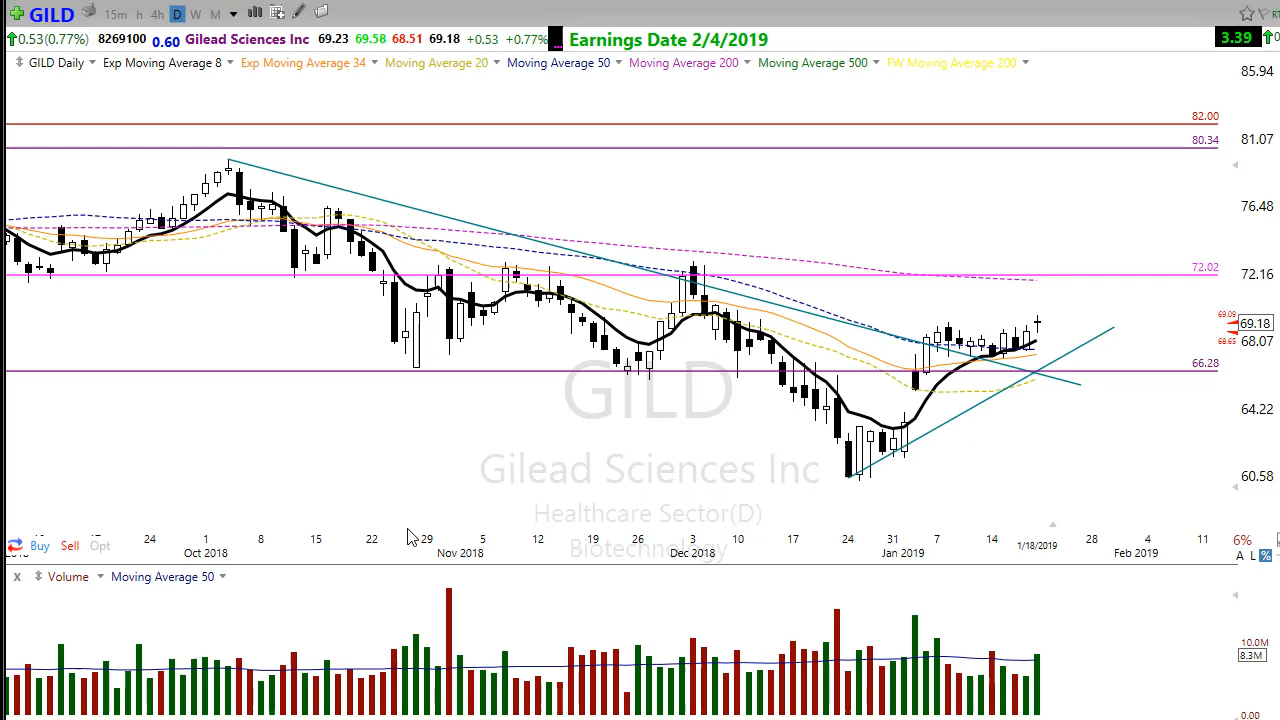 GILD 15m h 4h D W M
0.53(0.77%) 8269100 0.60 Gilead Sciences Inc 69.23 69.58 68.51 69.18 +0.53 +0.77% Earnings Date 2/4/2019 3.39
GILD Daily Exp Moving Average 8 Exp Moving Average 34 Moving Average 20 Moving Average 50 Moving Average 200 Moving Average 500 FW Moving Average 200
85.94
82.00
81.07
80.34
76.48
72.02
72.16
69.09
69.18
68.65
68.07
66.28
64.22
60.58
GILD
Gilead Sciences Inc
Healthcare Sector(D)
Biotechnology
24 1 8 15 22 29 5 12 19 26 3 10 17 24 31 7 14 1/18/2019 28 4 11
Oct 2018 Nov 2018 Dec 2018 Jan 2019 Feb 2019
Buy Sell Opt
6%
A L %
x Volume Moving Average 50
10.0M
8.3M
0.00